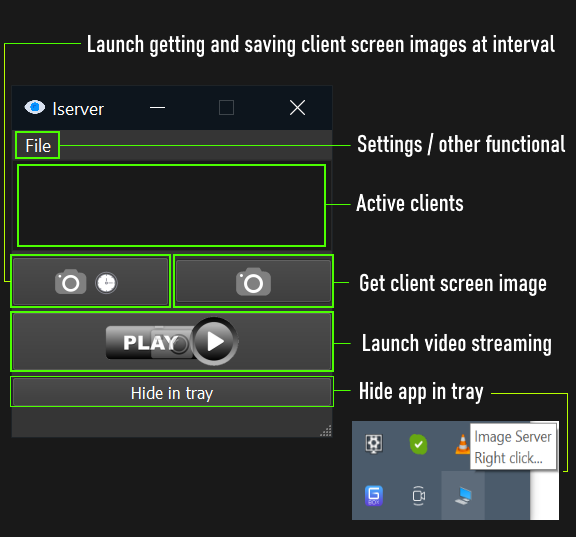 Launch getting and saving client screen images at interval
Iserver
File
Settings / other functional
Active clients
Get client screen image
PLAY
Launch video streaming
Hide in tray
Hide app in tray
Image Server
Right click...
G
BOX